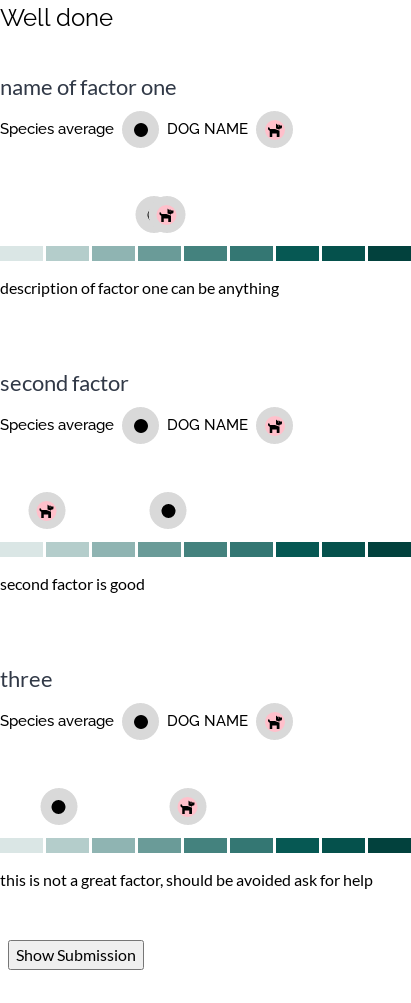 Well done
name of factor one
Species average DOG NAME
description of factor one can be anything
second factor
Species average DOG NAME
second factor is good
three
Species average DOG NAME
this is not a great factor, should be avoided ask for help
Show Submission